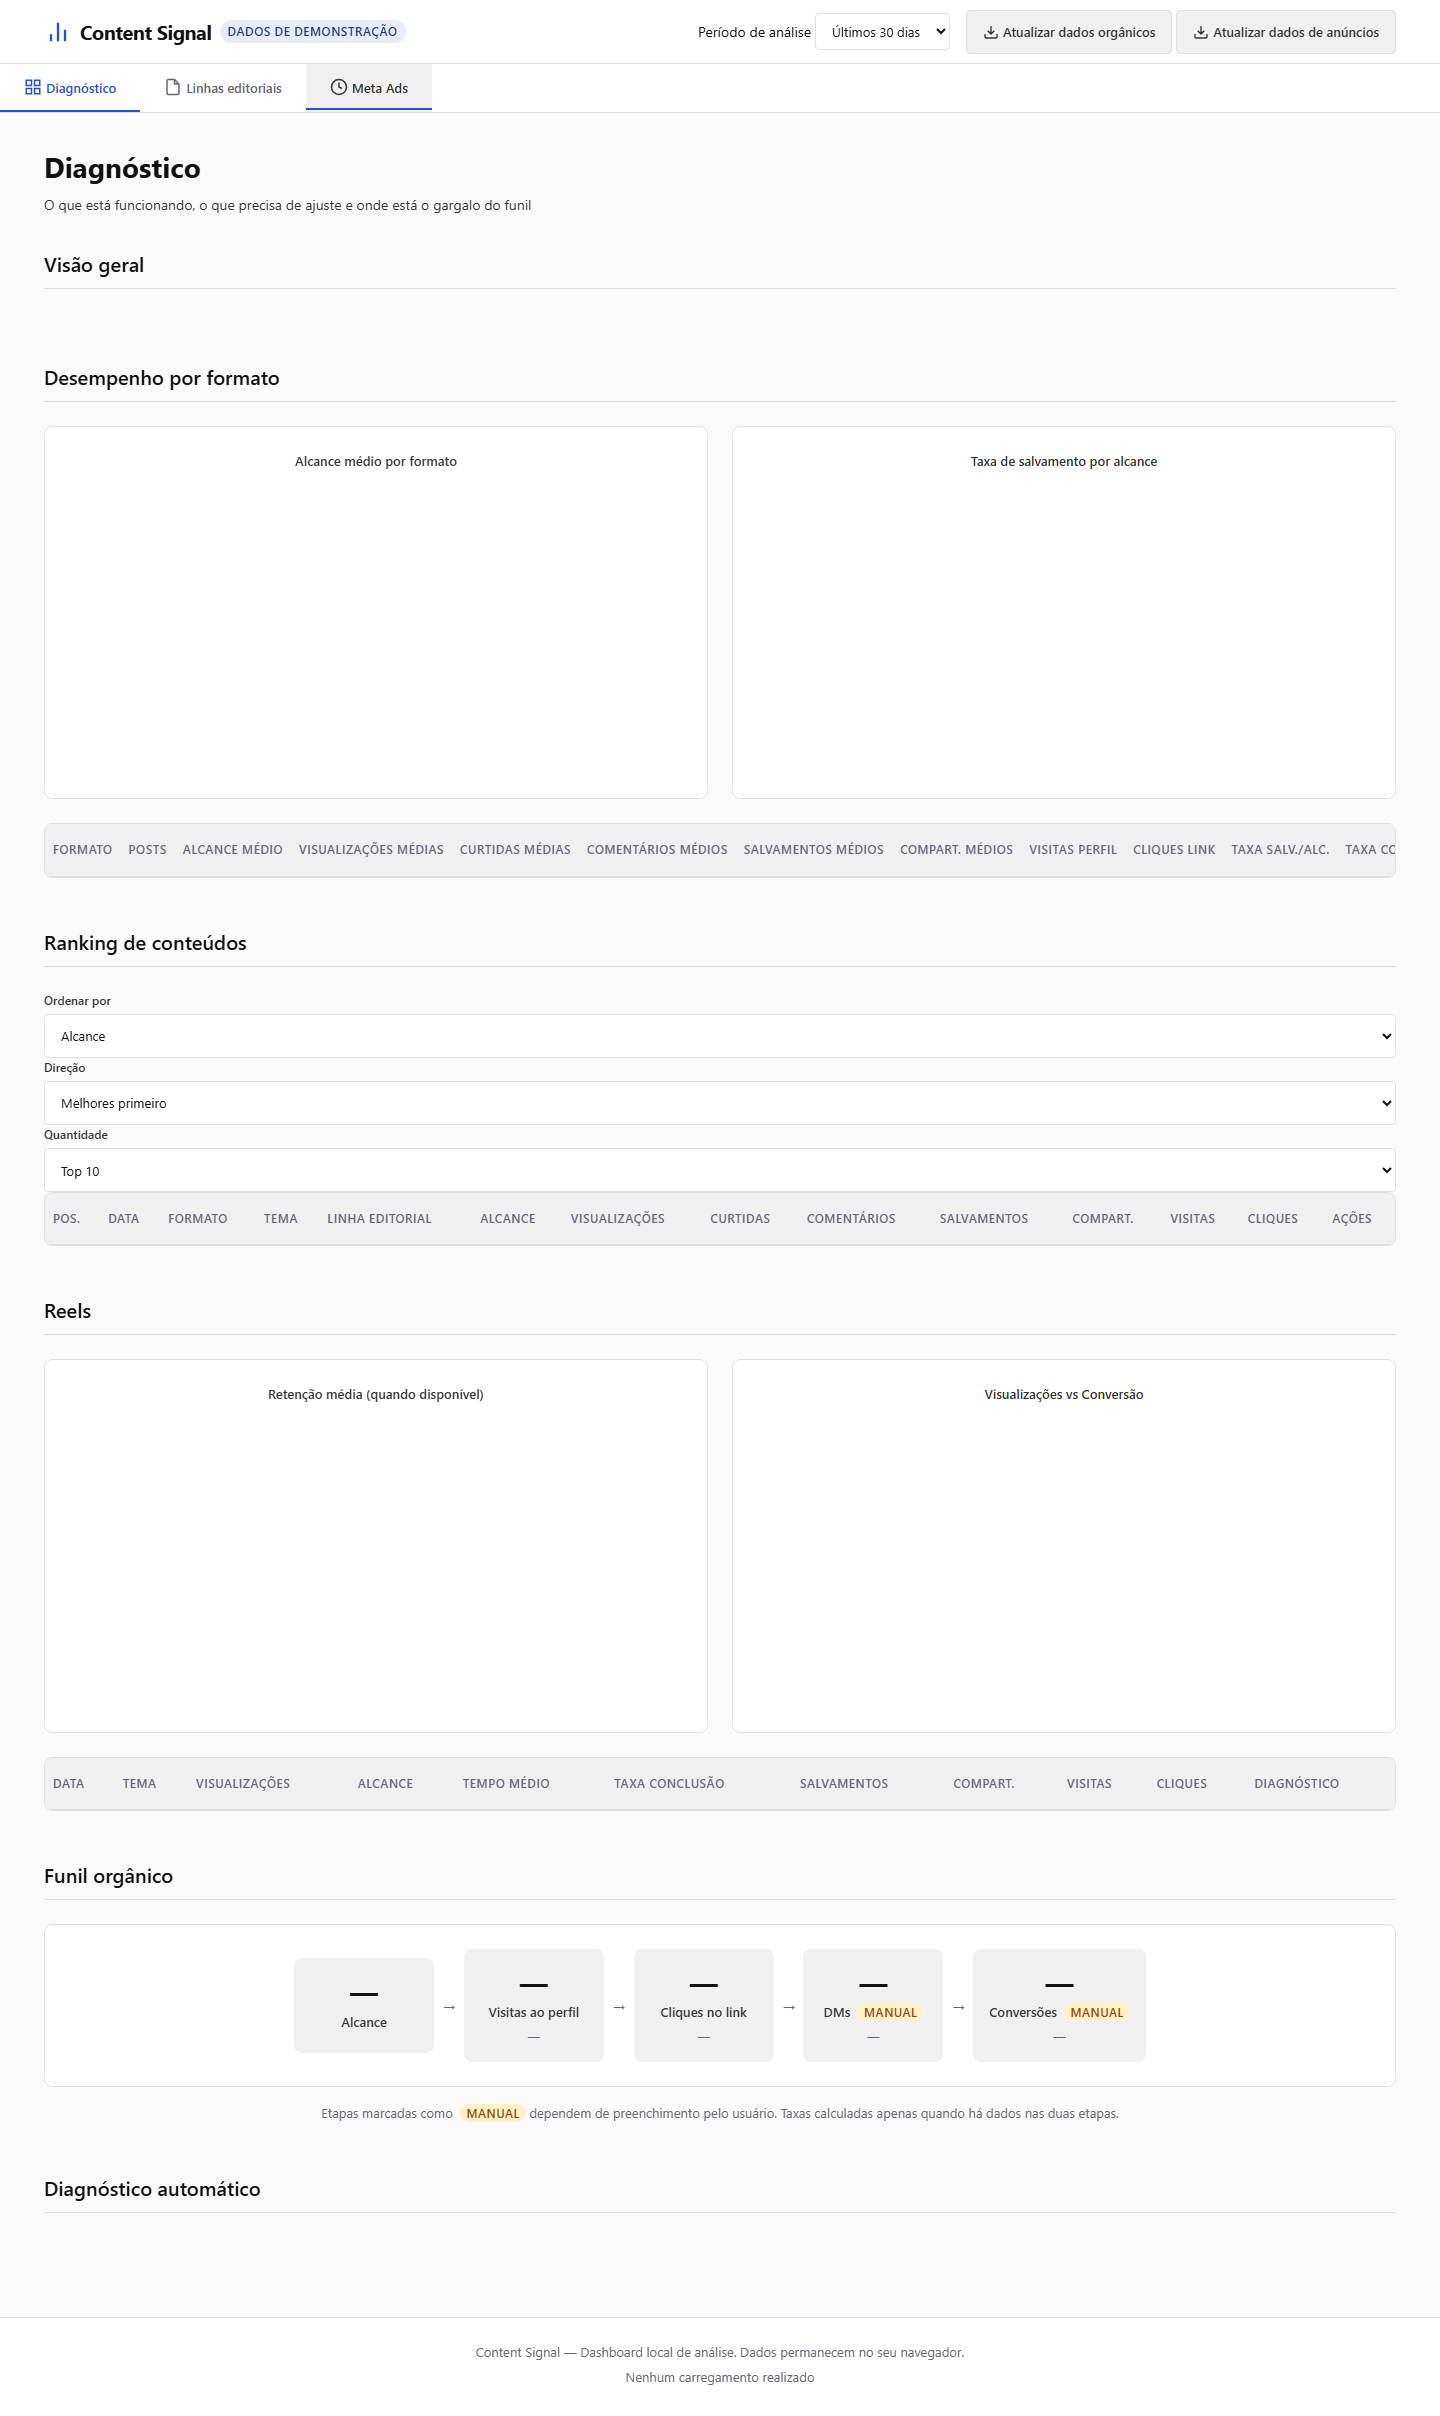 Content Signal DADOS DE DEMONSTRAÇÃO Período de análise Últimos 30 dias Atualizar dados orgânicos Atualizar dados de anúncios
Diagnóstico Linhas editoriais Meta Ads
Diagnóstico
O que está funcionando, o que precisa de ajuste e onde está o gargalo do funil
Visão geral
Desempenho por formato
Alcance médio por formato Taxa de salvamento por alcance
FORMATO POSTS ALCANCE MÉDIO VISUALIZAÇÕES MÉDIAS CURTIDAS MÉDIAS COMENTÁRIOS MÉDIOS SALVAMENTOS MÉDIOS COMPART. MÉDIOS VISITAS PERFIL CLIQUES LINK TAXA SALV./ALC. TAXA
Ranking de conteúdos
Ordenar por
Alcance
Direção
Melhores primeiro
Quantidade
Top 10
POS. DATA FORMATO TEMA LINHA EDITORIAL ALCANCE VISUALIZAÇÕES CURTIDAS COMENTÁRIOS SALVAMENTOS COMPART. VISITAS CLIQUES AÇÕES
Reels
Retenção média (quando disponível) Visualizações vs Conversão
DATA TEMA VISUALIZAÇÕES ALCANCE TEMPO MÉDIO TAXA CONCLUSÃO SALVAMENTOS COMPART. VISITAS CLIQUES DIAGNÓSTICO
Funil orgânico
— — — — —
Alcance → Visitas ao perfil → Cliques no link → DMs MANUAL → Conversões MANUAL
— — — —
Etapas marcadas como MANUAL dependem de preenchimento pelo usuário. Taxas calculadas apenas quando há dados nas duas etapas.
Diagnóstico automático
Content Signal — Dashboard local de análise. Dados permanecem no seu navegador.
Nenhum carregamento realizado